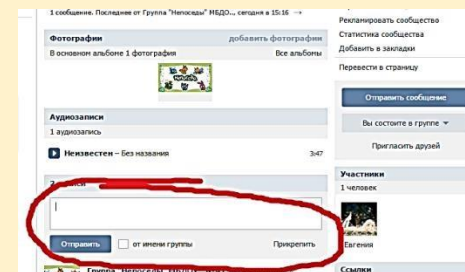 1 сообщение. Последнее от Группа "Непоседы" МБДО.., сегодня в 15:16 →
Фотографии добавить фотографии
В основном альбоме 1 фотография Все альбомы
Аудиозаписи
1 аудиозапись
Неизвестен – Без названия 3:47
Отправить от имени группы Прикрепить
Группа "Непоседы"
Рекламировать сообщество
Статистика сообщества
Добавить в закладки
Перевести в страницу
Отправить сообщение
Вы состоите в группе
Пригласить друзей
Участники
1 человек
Евгения
Ссылки